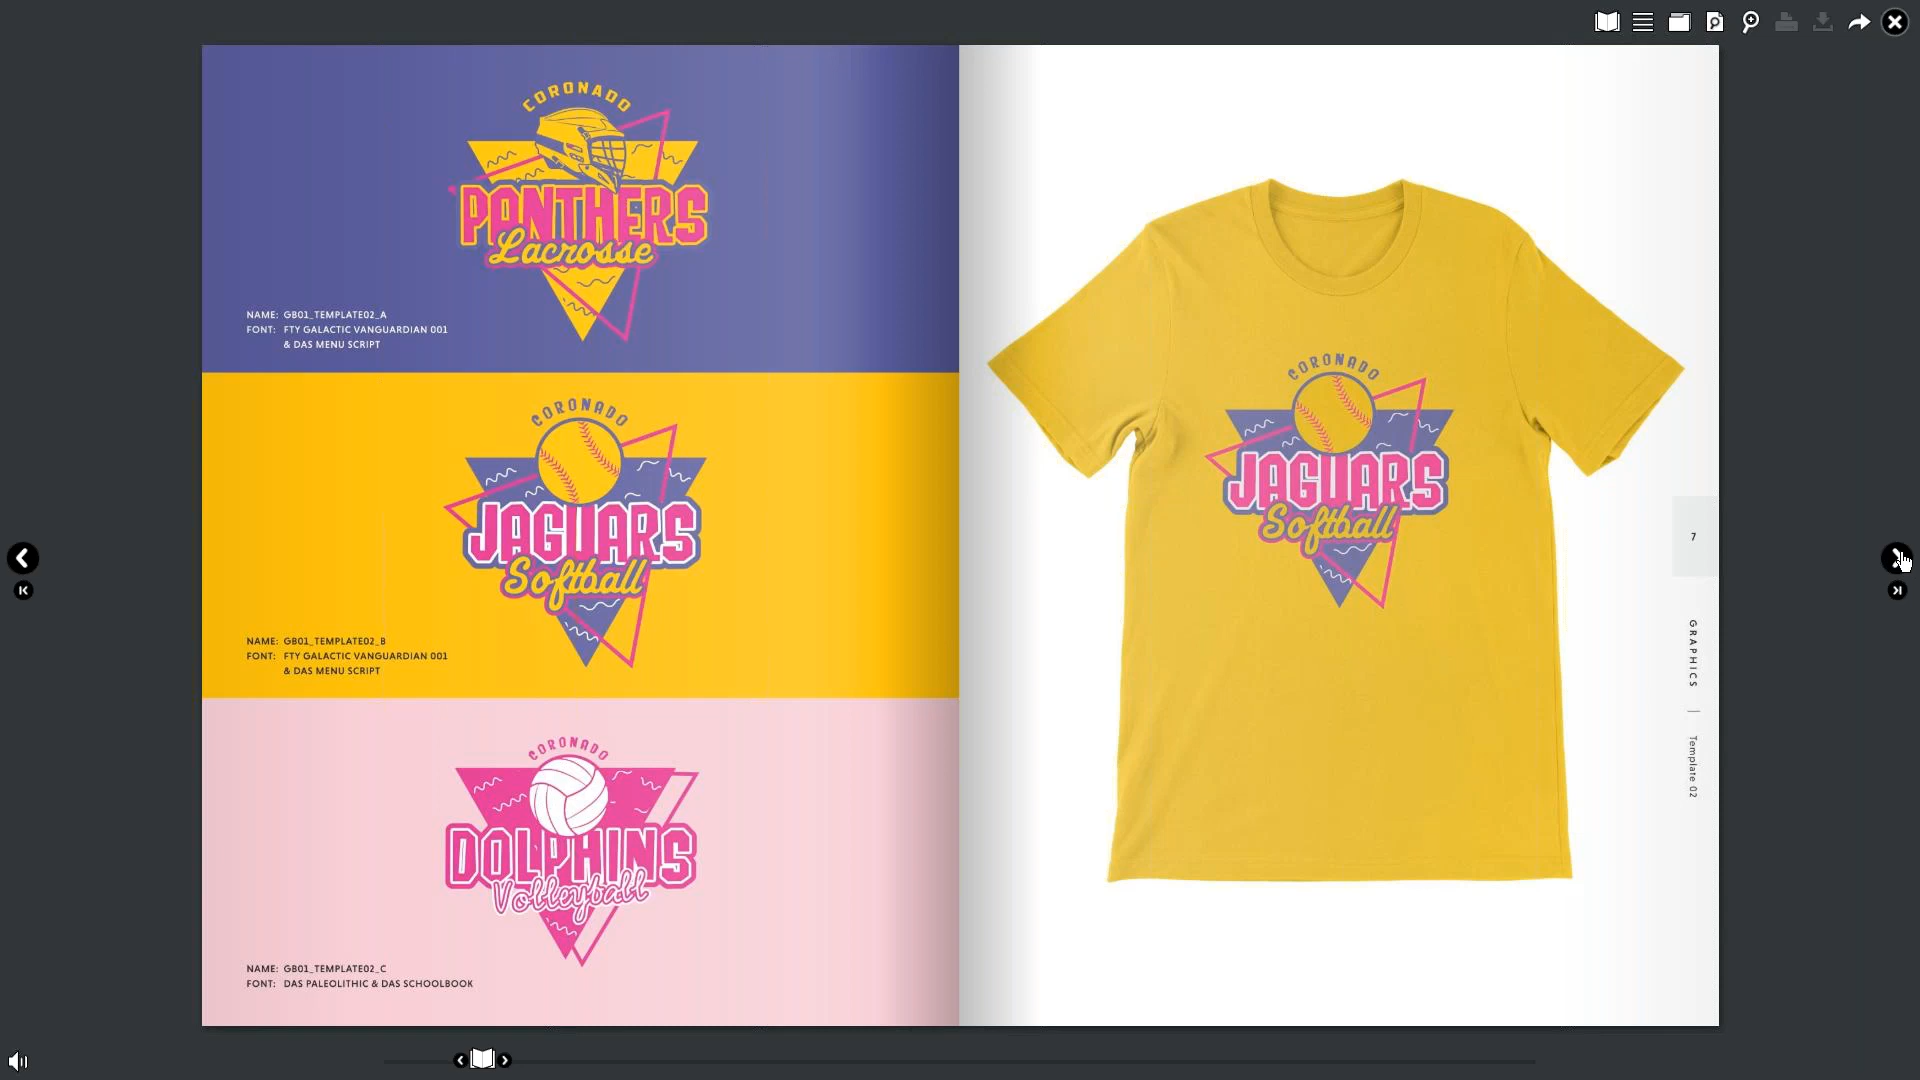 CORONADO
PANTHERS
Lacrosse
NAME: GB01_TEMPLATE02_A
FONT: FTY GALACTIC VANGUARDIAN 001
& DAS MENU SCRIPT
CORONADO
JAGUARS
Softball
NAME: GB01_TEMPLATE02_B
FONT: FTY GALACTIC VANGUARDIAN 001
& DAS MENU SCRIPT
CORONADO
DOLPHINS
Volleyball
NAME: GB01_TEMPLATE02_C
FONT: DAS PALEOLITHIC & DAS SCHOOLBOOK
CORONADO
JAGUARS
Softball
7
GRAPHICS | Template 02